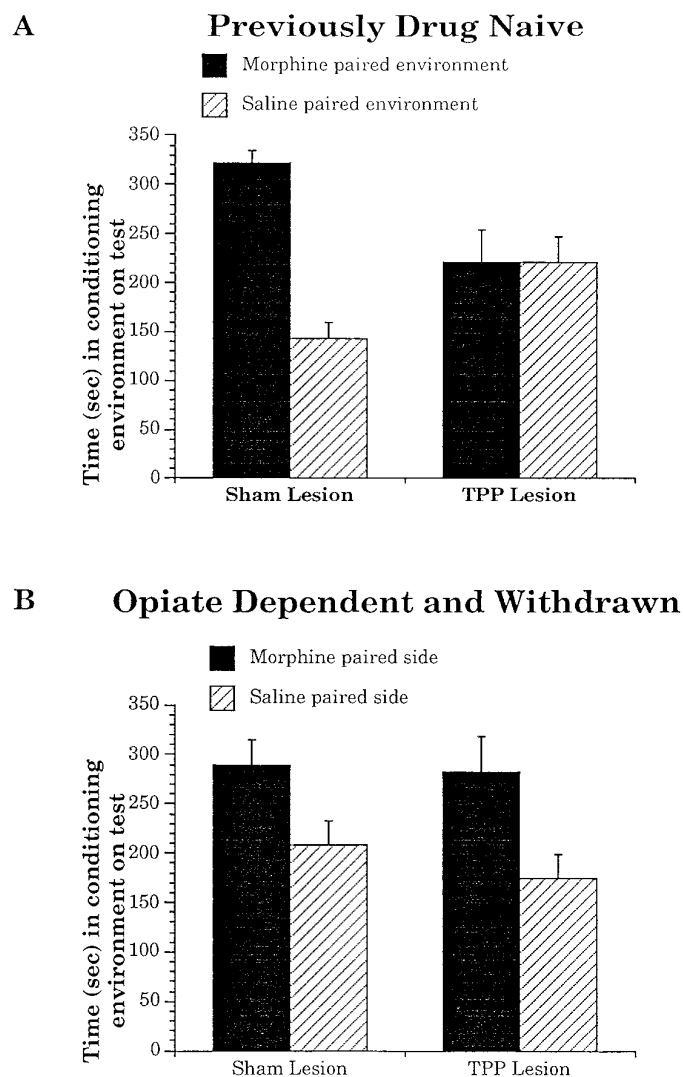 A
Previously Drug Naive
Morphine paired environment
Saline paired environment
Time (sec) in conditioning
environment on test
350
300
250
200
150
100
50
0
Sham Lesion
TPP Lesion
B
Opiate Dependent and Withdrawn
Morphine paired side
Saline paired side
Time (sec) in conditioning
environment on test
350
300
250
200
150
100
50
0
Sham Lesion
TPP Lesion